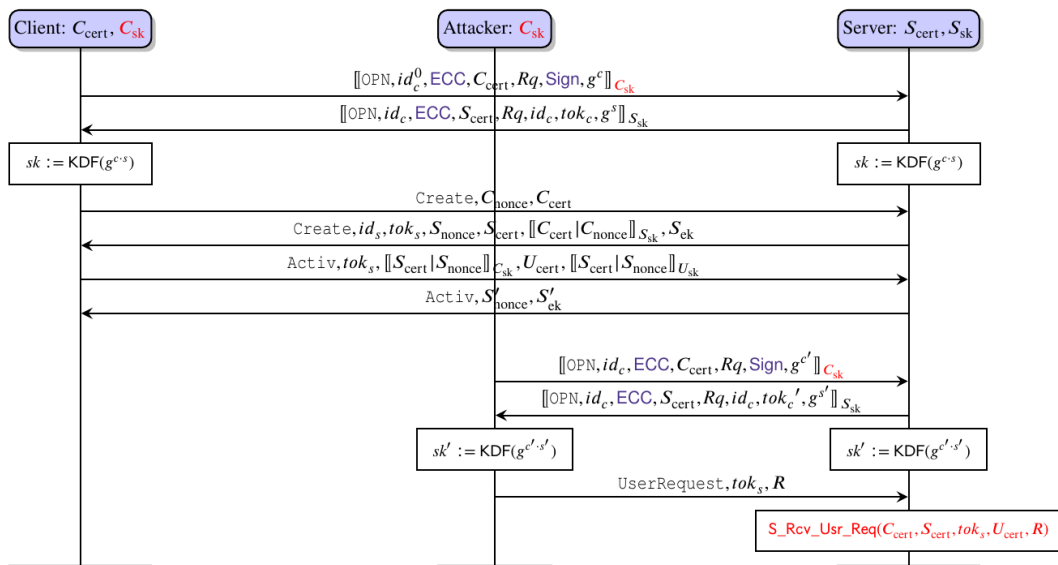 Client: C_cert, C_sk Attacker: C_sk Server: S_cert, S_sk
⟦OPN, id_c^0, ECC, C_cert, Rq, Sign, g^c⟧_C_sk
⟦OPN, id_c, ECC, S_cert, Rq, id_c, tok_c, g^s⟧_S_sk
sk := KDF(g^{c·s}) sk := KDF(g^{c·s})
Create, C_nonce, C_cert
Create, id_s, tok_s, S_nonce, S_cert, ⟦C_cert|C_nonce⟧_S_sk, S_ek
Activ, tok_s, ⟦S_cert|S_nonce⟧_C_sk, U_cert, ⟦S_cert|S_nonce⟧_U_sk
Activ, S'_nonce, S'_ek
⟦OPN, id_c, ECC, C_cert, Rq, Sign, g^{c'}⟧_C_sk
⟦OPN, id_c, ECC, S_cert, Rq, id_c, tok_c', g^{s'}⟧_S_sk
sk' := KDF(g^{c'·s'}) sk' := KDF(g^{c'·s'})
UserRequest, tok_s, R
S_Rcv_Usr_Req(C_cert, S_cert, tok_s, U_cert, R)